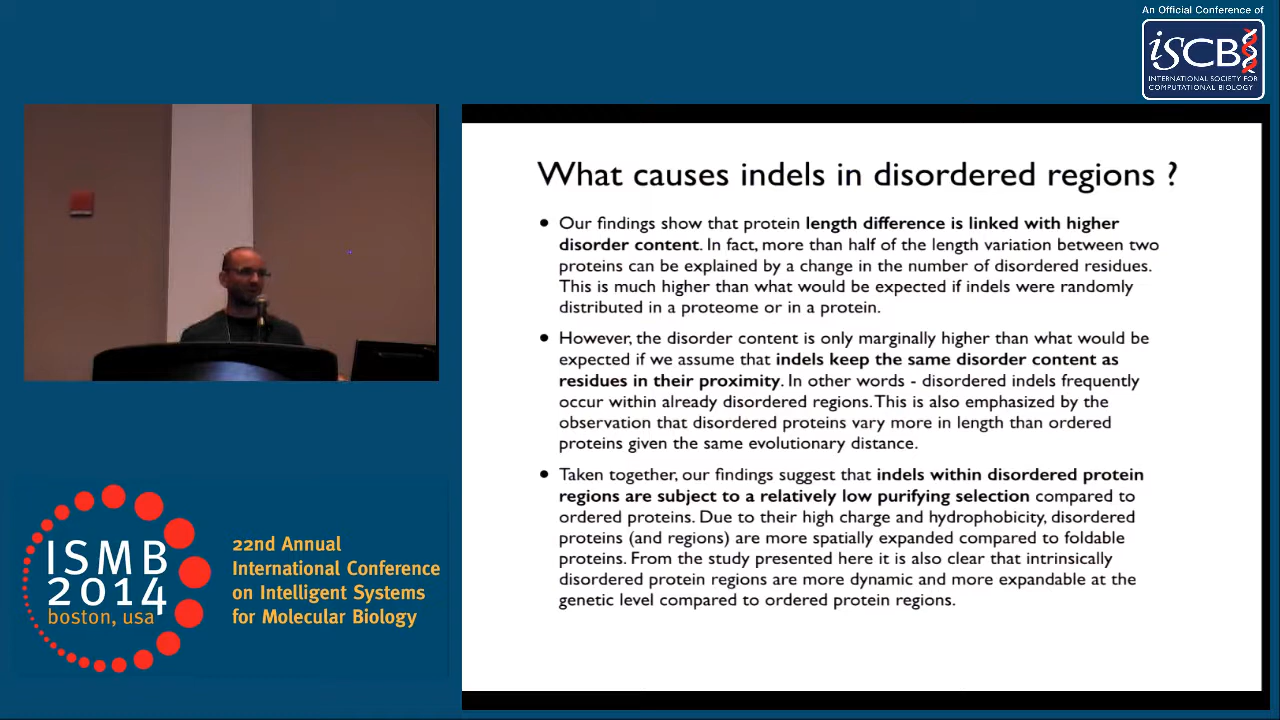 An Official Conference of
iSCB
INTERNATIONAL SOCIETY FOR
COMPUTATIONAL BIOLOGY
What causes indels in disordered regions ?
• Our findings show that protein length difference is linked with higher
disorder content. In fact, more than half of the length variation between two
proteins can be explained by a change in the number of disordered residues.
This is much higher than what would be expected if indels were randomly
distributed in a proteome or in a protein.
• However, the disorder content is only marginally higher than what would be
expected if we assume that indels keep the same disorder content as
residues in their proximity. In other words - disordered indels frequently
occur within already disordered regions. This is also emphasized by the
observation that disordered proteins vary more in length than ordered
proteins given the same evolutionary distance.
• Taken together, our findings suggest that indels within disordered protein
regions are subject to a relatively low purifying selection compared to
ordered proteins. Due to their high charge and hydrophobicity, disordered
proteins (and regions) are more spatially expanded compared to foldable
proteins. From the study presented here it is also clear that intrinsically
disordered protein regions are more dynamic and more expandable at the
genetic level compared to ordered protein regions.
ISMB
2014
boston, usa
22nd Annual
International Conference
on Intelligent Systems
for Molecular Biology